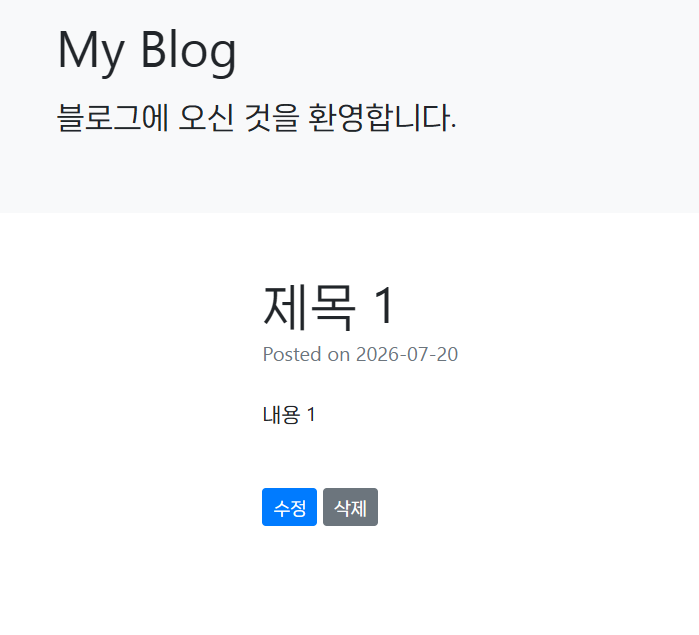 My Blog
블로그에 오신 것을 환영합니다.
제목 1
Posted on 2026-07-20
내용 1
수정 삭제